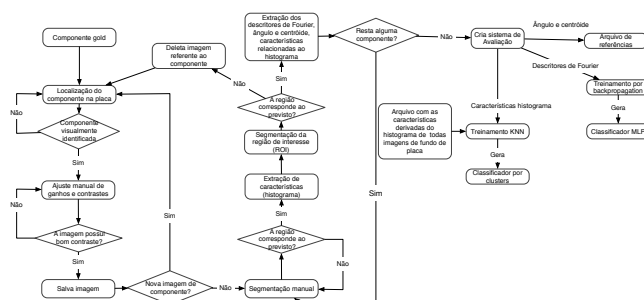 Componente gold
Localização do
componente na placa
Não
Componente
visualmente
identificada
Sim
Ajuste manual de
ganhos e contrastes
Não
A imagem possui
bom contraste?
Sim
Salva imagem
Nova imagem de
componente?
Sim
Não
Segmentação manual
Deleta imagem
referente ao
componente
Não
Extração dos
descritores de Fourier,
ângulo e centróide,
características
relacionadas ao
histograma
Sim
A região
corresponde ao
previsto?
Segmentação da
região de interesse
(ROI)
Extração de
características
(histograma)
Sim
A região
corresponde ao
previsto?
Não
Resta alguma
componente?
Sim
Não
Cria sistema de
Avaliação
Ângulo e centróide
Arquivo de
referências
Descritores de Fourier
Treinamento por
backpropagation
Gera
Classificador MLP
Características histograma
Arquivo com as
características
derivadas do
histograma de todas
imagens de fundo de
placa
Treinamento KNN
Gera
Classificador por
clusters